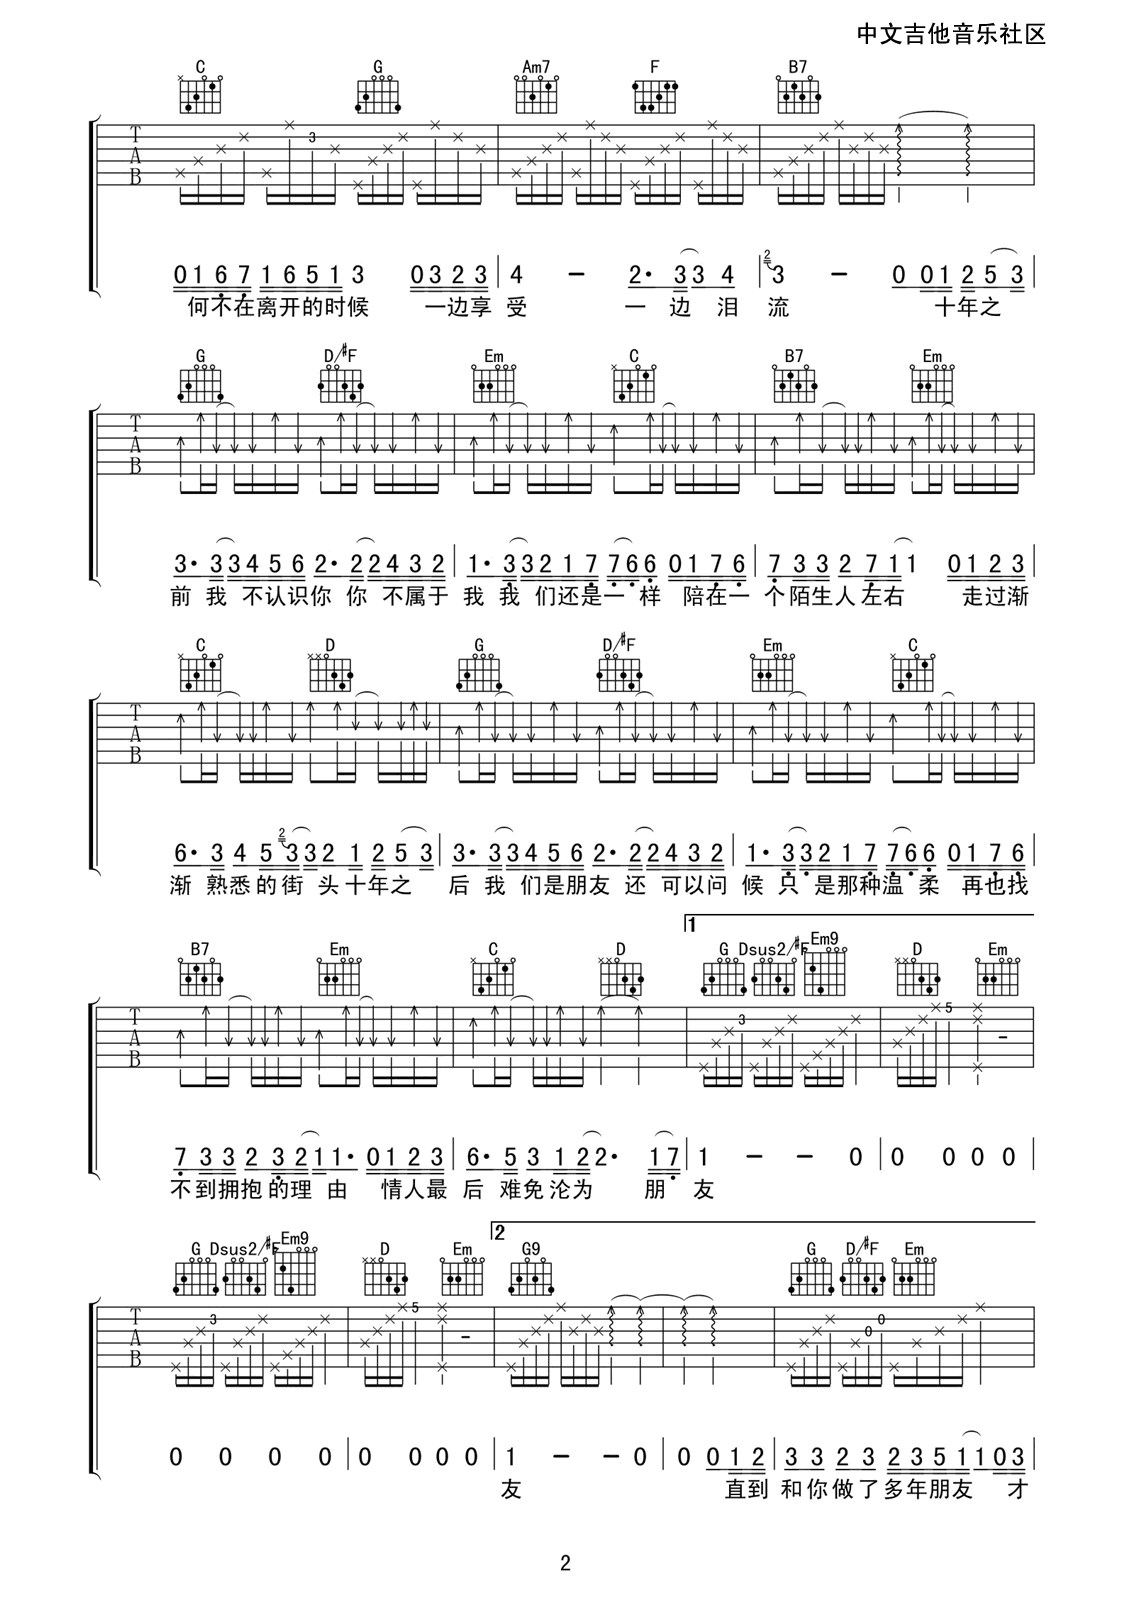 中文吉他音乐社区
C G Am7 F B7
T A B 3
0 1 6 7 1 6 5 1 3 0 3 2 3 | 4 - 2· 3 3 4 | 2 3 - 0 0 1 2 5 3 |
何不在离开的时候 一边享 受 一 边 泪 流 十年之
G D/#F Em C B7 Em
T A B
3· 3 3 4 5 6 2· 2 2 4 3 2 | 1· 3 3 2 1 7 7 6 6 0 1 7 6 | 7 3 3 2 7 1 1 0 1 2 3
前 我 不认识你 你 不属于 我 我 们还是一 样 陪在一 个陌生人左右 走过渐
C D G D/#F Em C
T A B
6· 3 4 5 2 3 3 2 1 2 5 3 | 3· 3 3 4 5 6 2· 2 2 4 3 2 | 1· 3 3 2 1 7 7 6 6 0 1 7 6 |
渐 熟悉的街 头十年之 后 我 们是朋友 还 可以问 候 只 是那种温 柔 再也找
1
B7 Em C D G Dsus2/#F Em9 D Em
T A B 3 5 -
7 3 3 2 3 2 1 1· 0 1 2 3 | 6· 5 3 1 2 2· 1 7 | 1 - - 0 | 0 0 0 0 |
不到拥抱的理 由 情人最 后 难免沦为 朋 友
2
G Dsus2/#F Em9 D Em G9 G D/#F Em
T A B 3 5 - 0 0
0 0 0 0 | 0 0 0 0 | 1 - - 0 | 0 0 1 2 | 3 3 2 3 2 3 5 1 1 0 3 |
友 直到 和你做了多年朋友 才
2